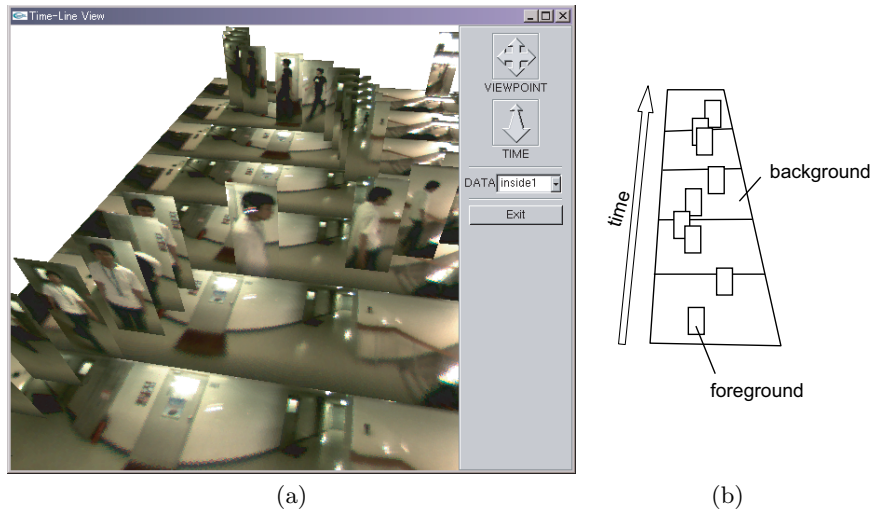 Time-Line View
VIEWPOINT
TIME
DATA inside1
Exit
time
background
foreground
(a)
(b)